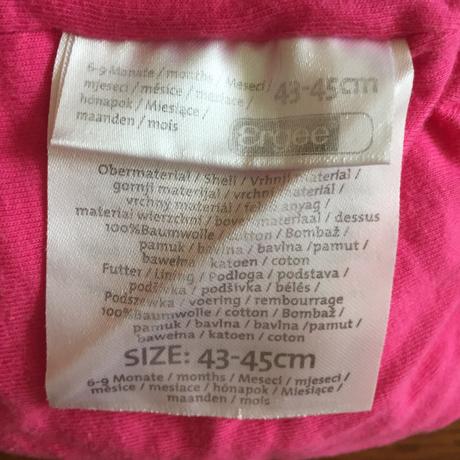 6-9 Monate / months / Meseci /
mjeseci / měsíce / mesiace /
hónapok / Miesiące /
maanden / mois
43-45cm
ergee
Obermaterial / Shell / Vrhnji material /
gornji materijal / vrchní materiál /
vrchný materiál / felső anyag /
materiał wierzchni / bovenmateriaal / dessus
100%Baumwolle / cotton / Bombaž /
pamuk / bavlna / bavlna /pamut /
bawełna / katoen / coton
Futter / Lining / Podloga / podstava /
podšívka / podšívka / bélés /
Podszewka / voering / rembourrage
100%Baumwolle / cotton / Bombaž /
pamuk / bavlna / bavlna /pamut /
bawełna / katoen / coton
SIZE: 43-45cm
6-9 Monate / months / Meseci / mjeseci /
měsíce / mesiace / hónapok / Miesiące /
maanden / mois